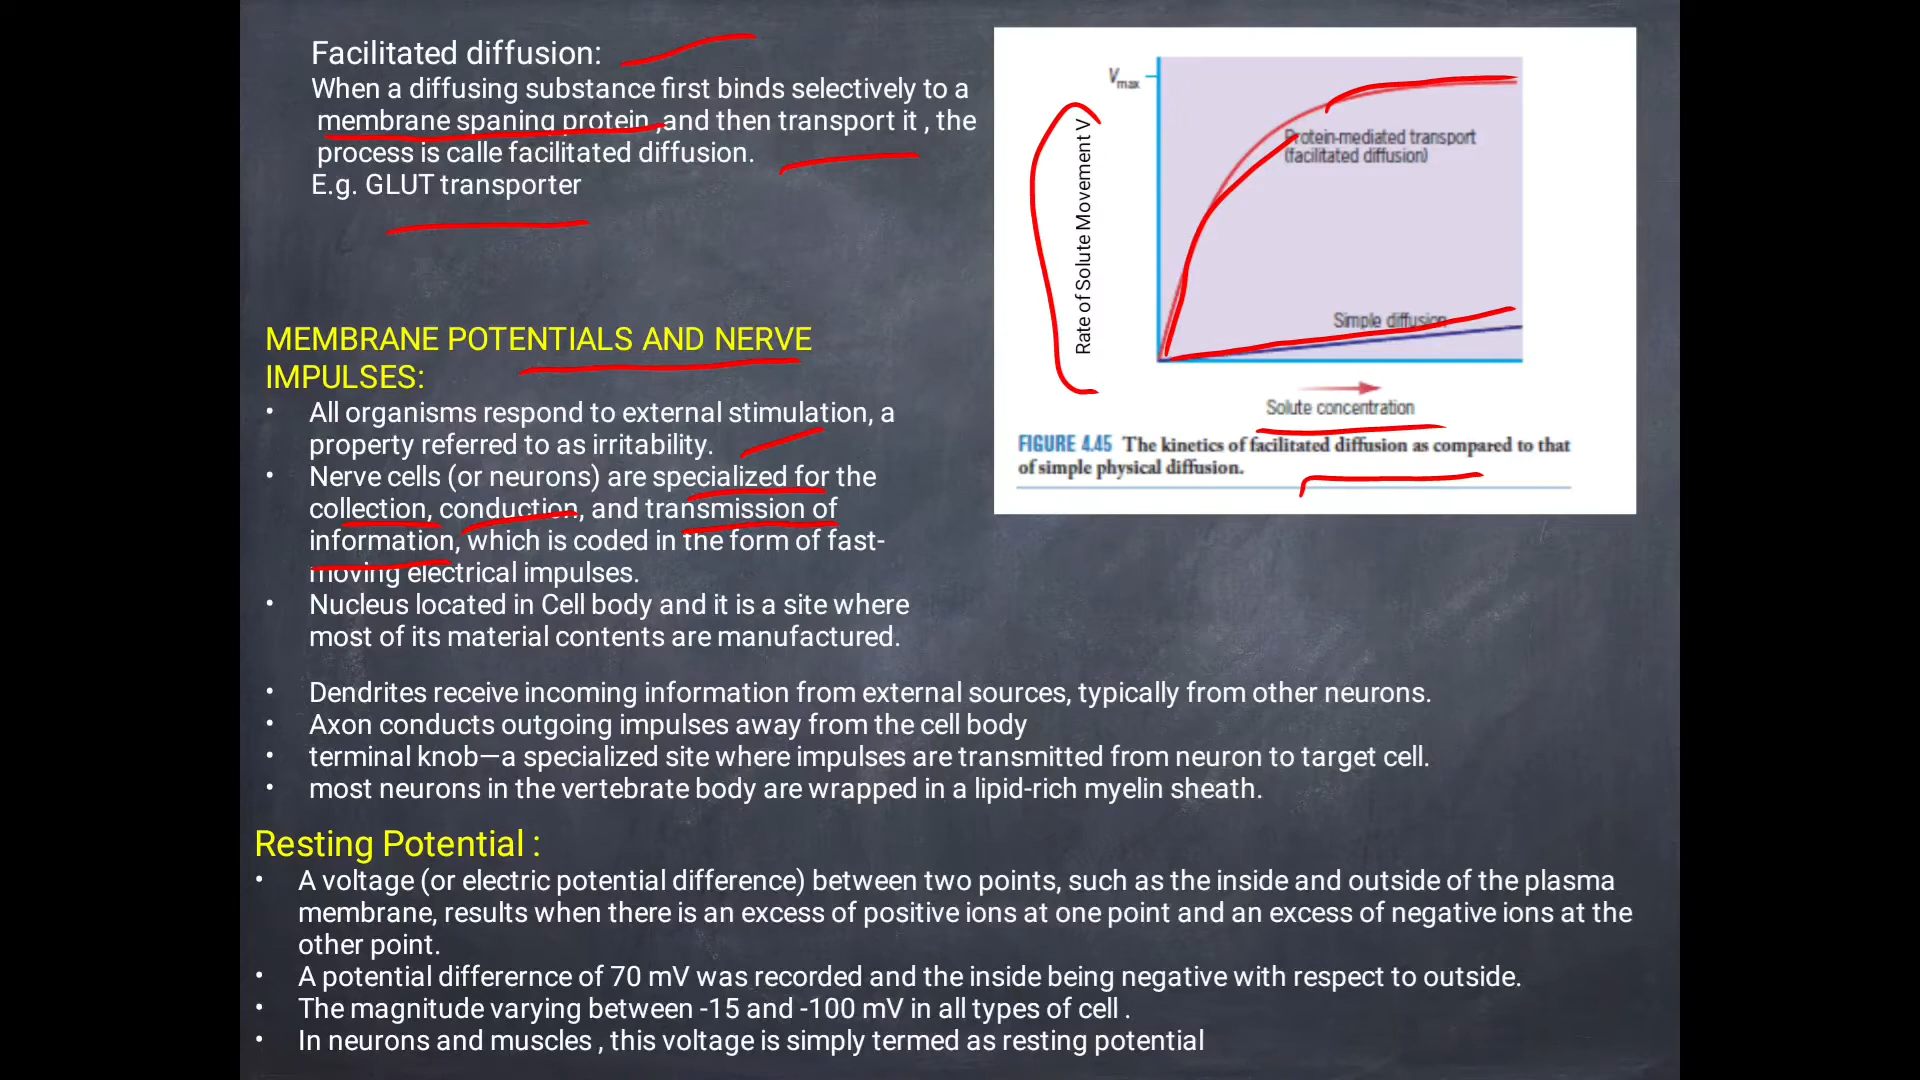 Facilitated diffusion:
When a diffusing substance first binds selectively to a
membrane spaning protein ,and then transport it , the
process is calle facilitated diffusion.
E.g. GLUT transporter
MEMBRANE POTENTIALS AND NERVE
IMPULSES:
• All organisms respond to external stimulation, a
property referred to as irritability.
• Nerve cells (or neurons) are specialized for the
collection, conduction, and transmission of
information, which is coded in the form of fast-
moving electrical impulses.
• Nucleus located in Cell body and it is a site where
most of its material contents are manufactured.
• Dendrites receive incoming information from external sources, typically from other neurons.
• Axon conducts outgoing impulses away from the cell body
• terminal knob—a specialized site where impulses are transmitted from neuron to target cell.
• most neurons in the vertebrate body are wrapped in a lipid-rich myelin sheath.
Resting Potential :
• A voltage (or electric potential difference) between two points, such as the inside and outside of the plasma
membrane, results when there is an excess of positive ions at one point and an excess of negative ions at the
other point.
• A potential differernce of 70 mV was recorded and the inside being negative with respect to outside.
• The magnitude varying between -15 and -100 mV in all types of cell .
• In neurons and muscles , this voltage is simply termed as resting potential
Vmax
Rate of Solute Movement V
Protein-mediated transport
(facilitated diffusion)
Simple diffusion
Solute concentration
FIGURE 4.45 The kinetics of facilitated diffusion as compared to that
of simple physical diffusion.